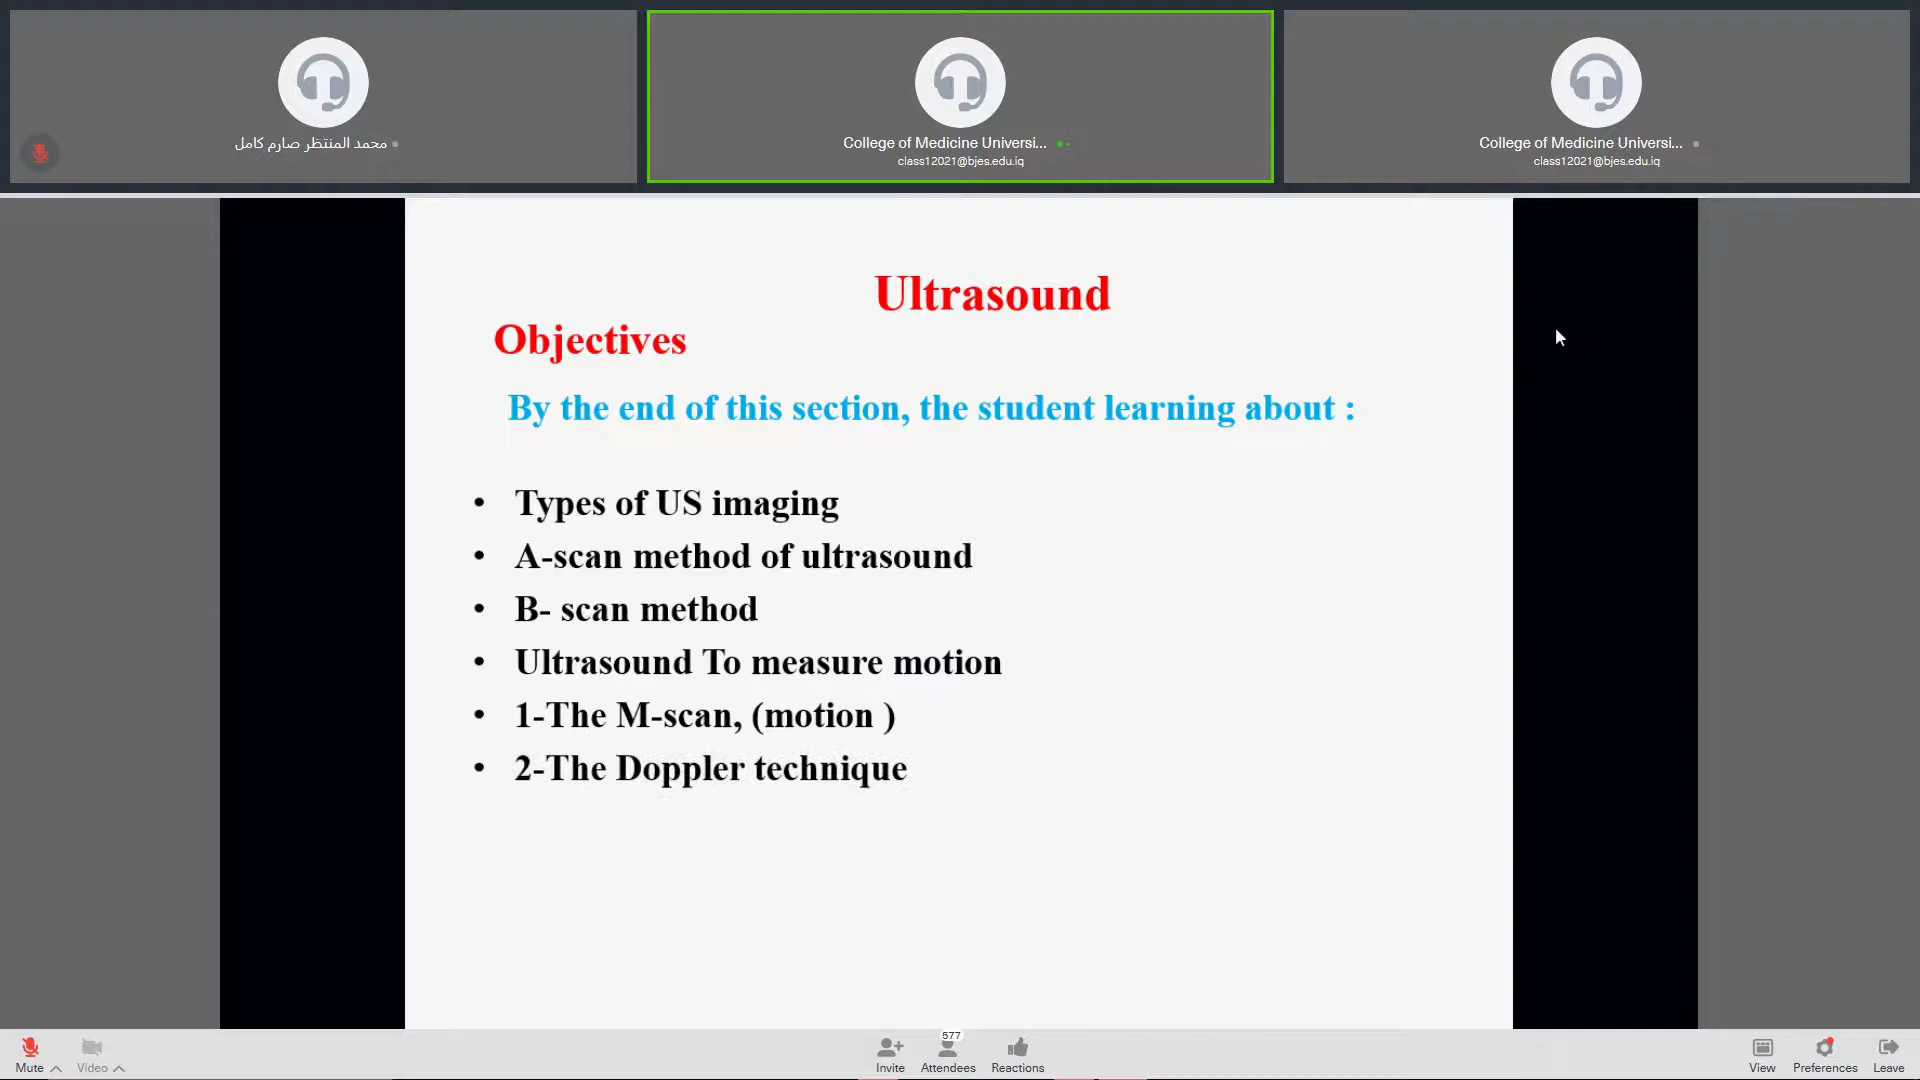 محمد المنتظر صارم كامل
College of Medicine Universi...
class12021@bjes.edu.iq
College of Medicine Universi...
class12021@bjes.edu.iq
Ultrasound
Objectives
By the end of this section, the student learning about :
• Types of US imaging
• A-scan method of ultrasound
• B- scan method
• Ultrasound To measure motion
• 1-The M-scan, (motion )
• 2-The Doppler technique
577
Mute
Video
Invite
Attendees
Reactions
View
Preferences
Leave